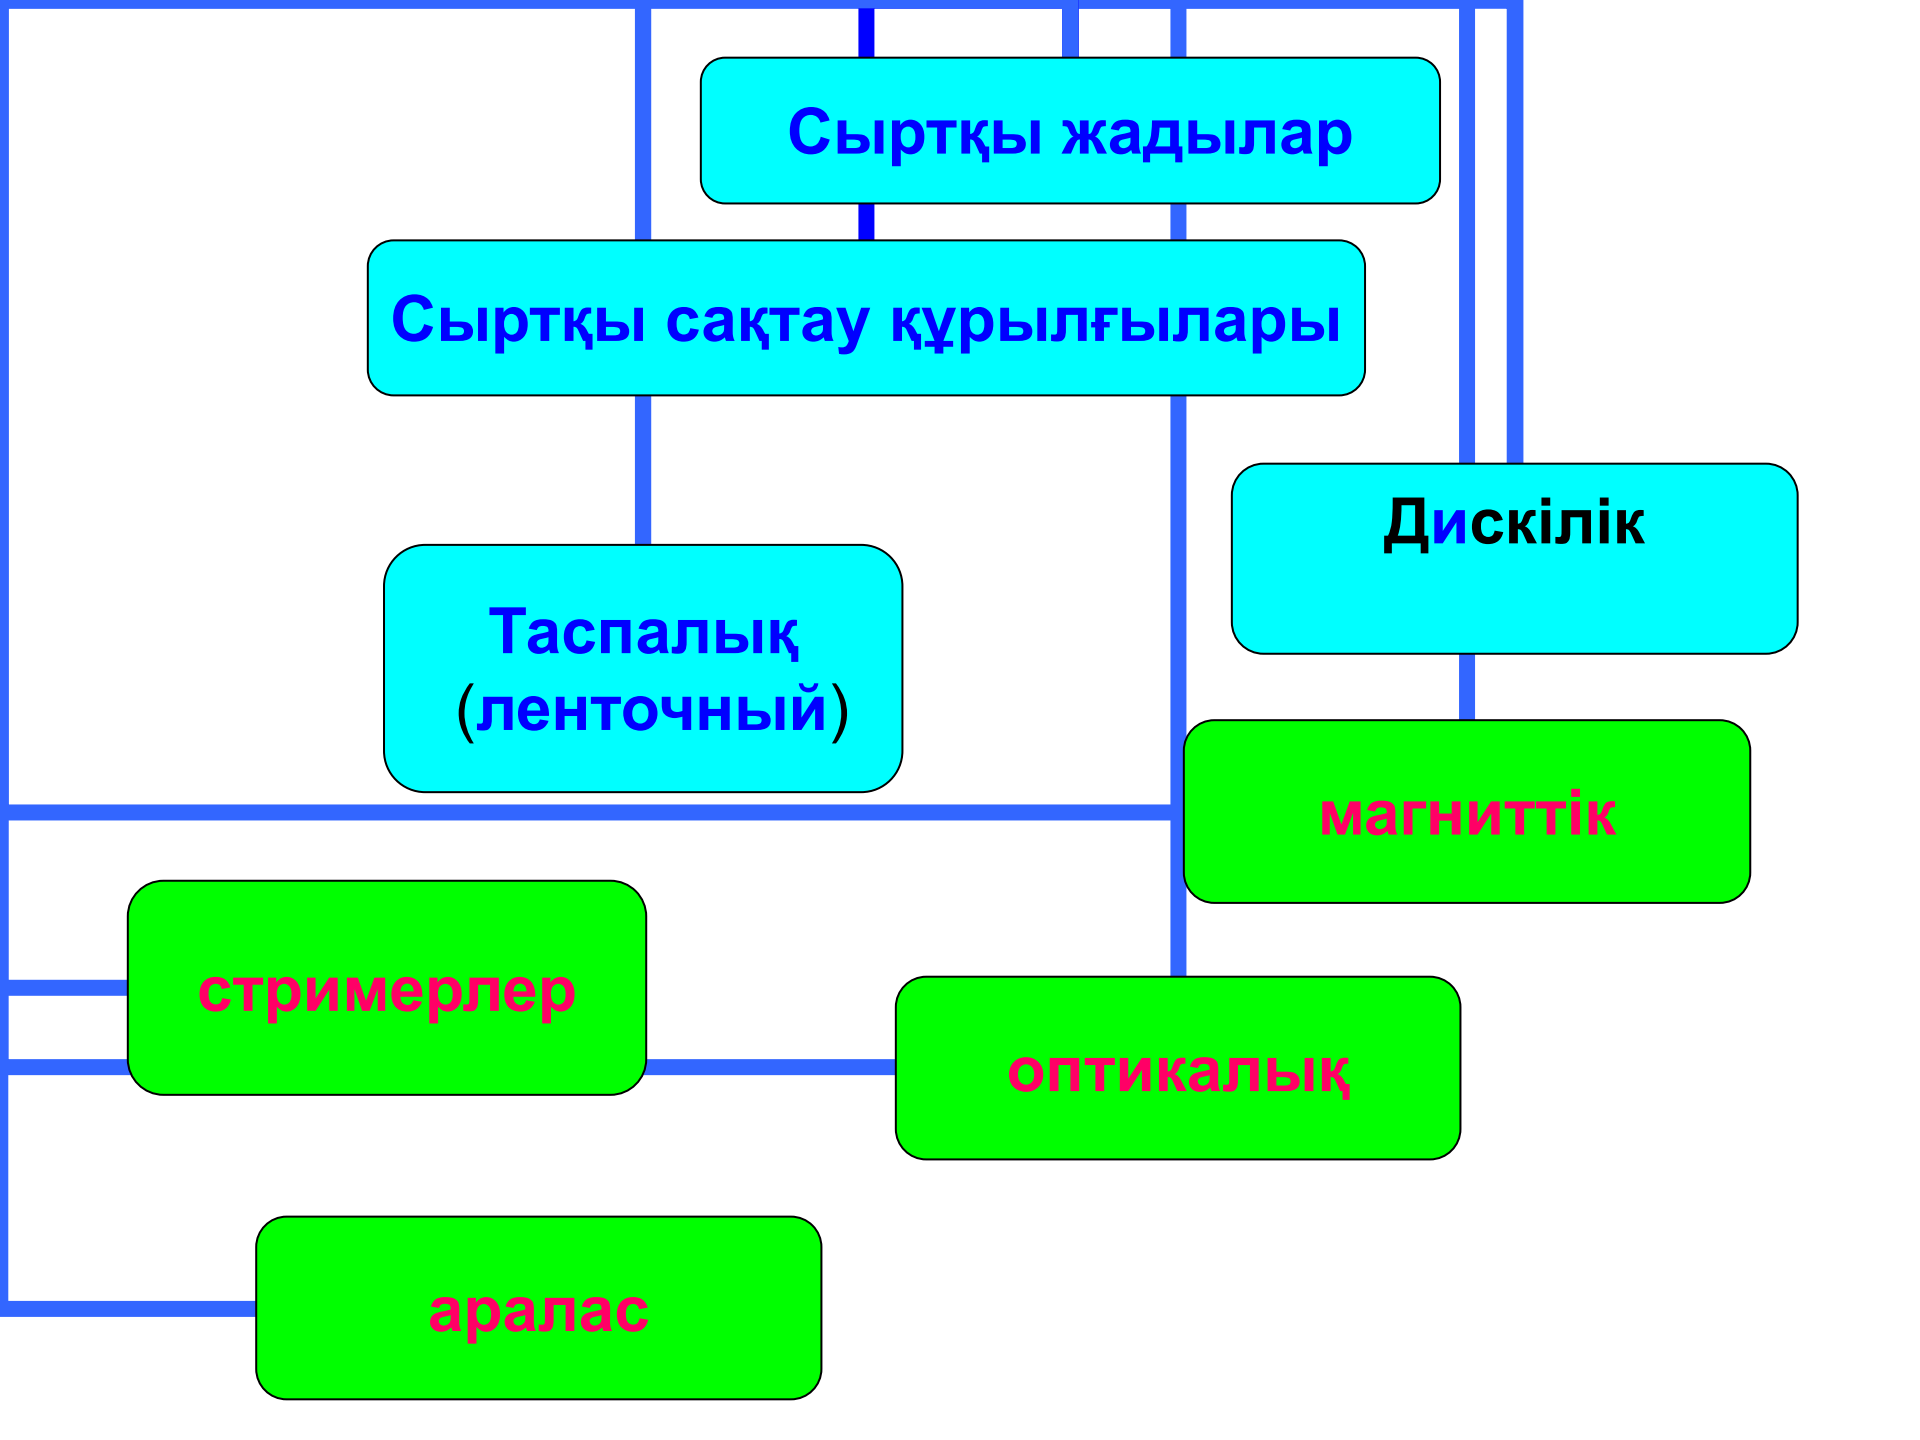 Сыртқы жадылар
Сыртқы сақтау құрылғылары
Дискілік
Таспалық
(ленточный)
магниттік
стримерлер
оптикалық
аралас